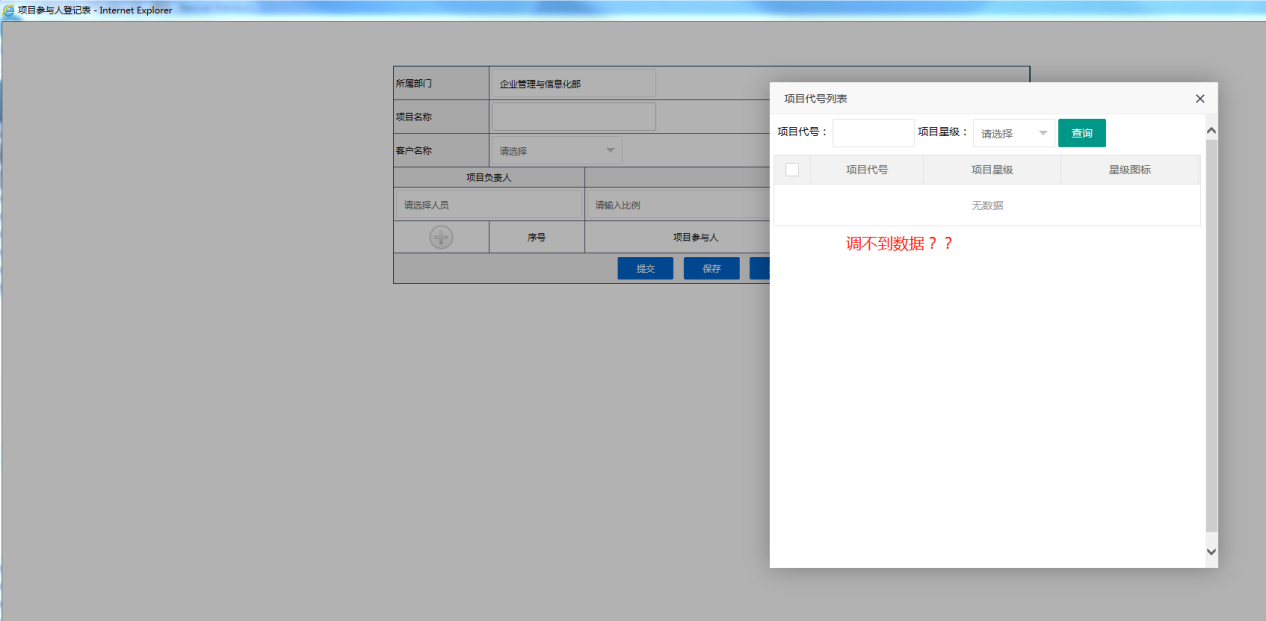 项目参与人登记表 - Internet Explorer
所属部门 企业管理与信息化部
项目代号列表
项目名称
项目代号： 项目星级： 请选择 查询
客户名称 请选择
项目代号 项目星级 星级图标
项目负责人
请选择人员 请输入比例
无数据
序号 项目参与人
调不到数据？？
提交 保存